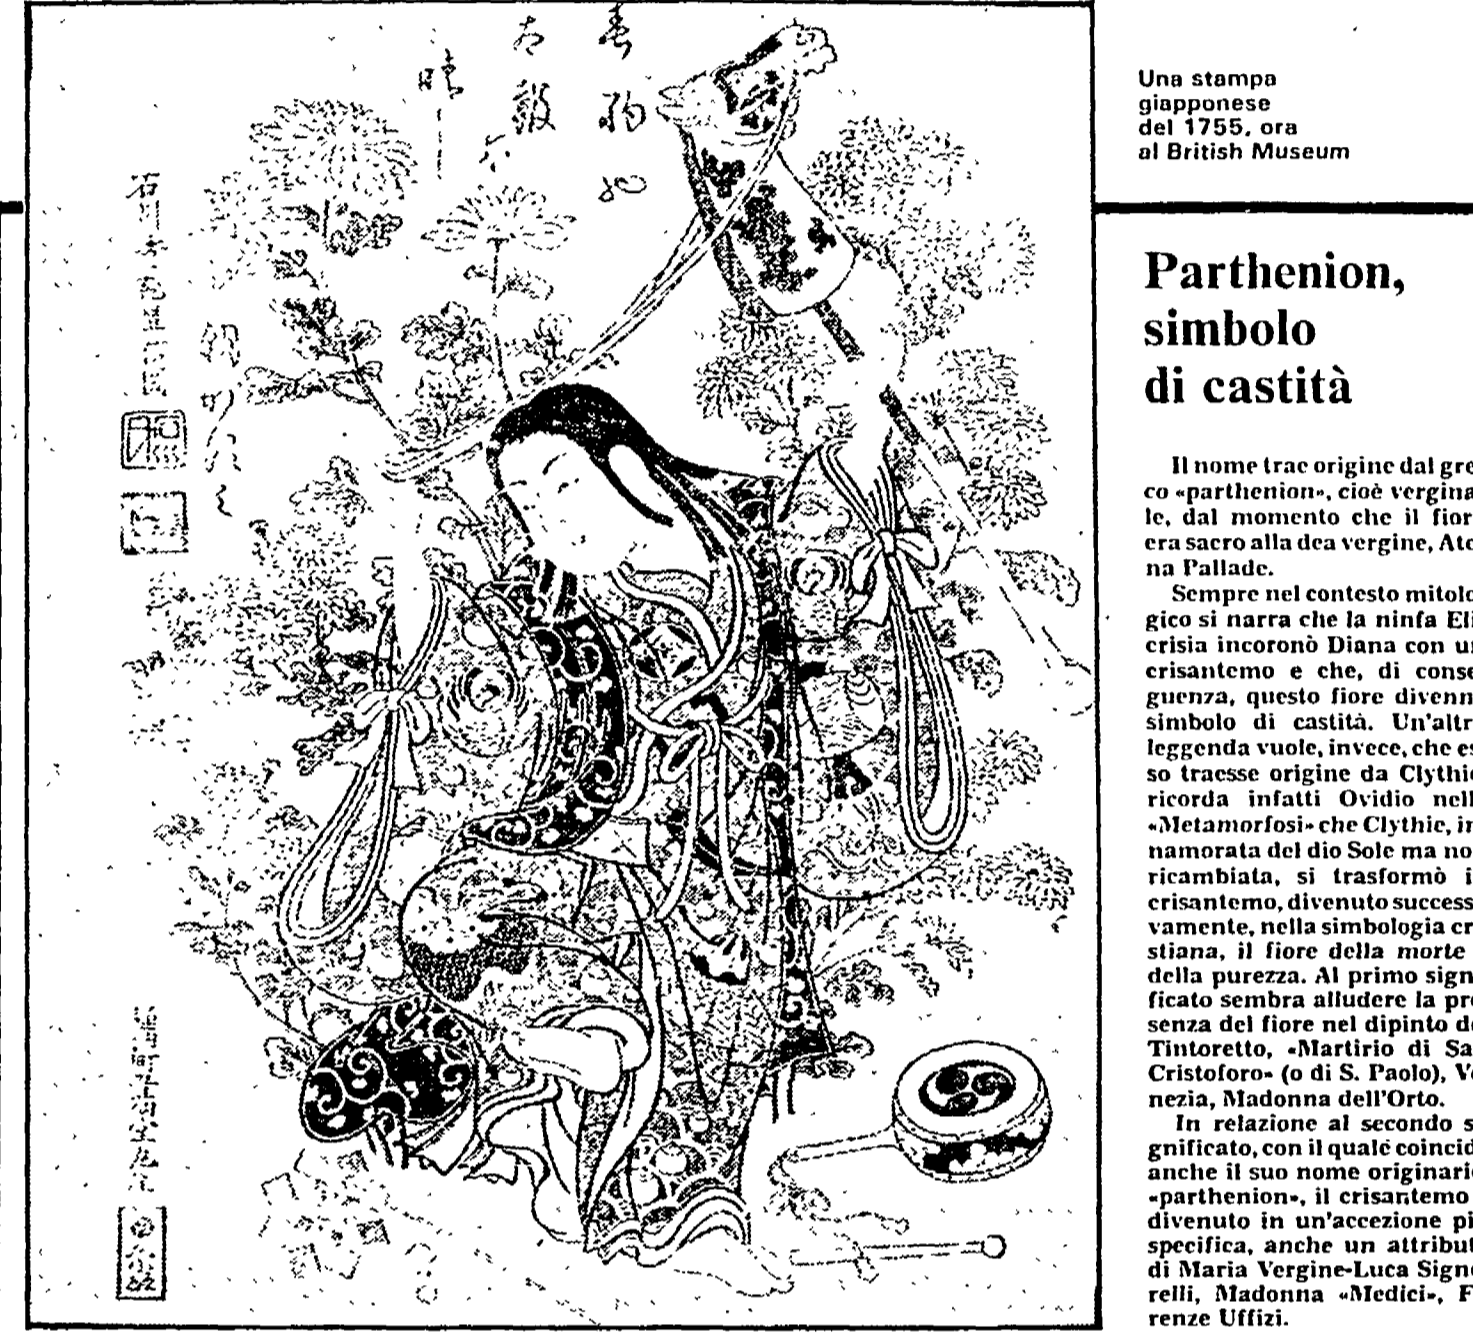 Una stampa
giapponese
del 1755, ora
al British Museum
Parthenion,
simbolo
di castità
Il nome trae origine dal gre
co «parthenion», cioè vergina
le, dal momento che il fior
era sacro alla dea vergine, Ate
na Pallade.
Sempre nel contesto mitolo
gico si narra che la ninfa Eli
crisia incoronò Diana con un
crisantemo e che, di conse
guenza, questo fiore divenn
simbolo di castità. Un'altr
leggenda vuole, invece, che es
so traesse origine da Clythie
ricorda infatti Ovidio nell
«Metamorfosi» che Clythie, in
namorata del dio Sole ma no
ricambiata, si trasformò i
crisantemo, divenuto success
vamente, nella simbologia cr
stiana, il fiore della morte
della purezza. Al primo signi
ficato sembra alludere la pre
senza del fiore nel dipinto de
Tintoretto, «Martirio di Sa
Cristoforo» (o di S. Paolo), Ve
nezia, Madonna dell'Orto.
In relazione al secondo s
gnificato, con il quale coincid
anche il suo nome originario
«parthenion», il crisantemo
divenuto in un'accezione pi
specifica, anche un attribut
di Maria Vergine-Luca Signo
relli, Madonna «Medici», F
renze Uffizi.